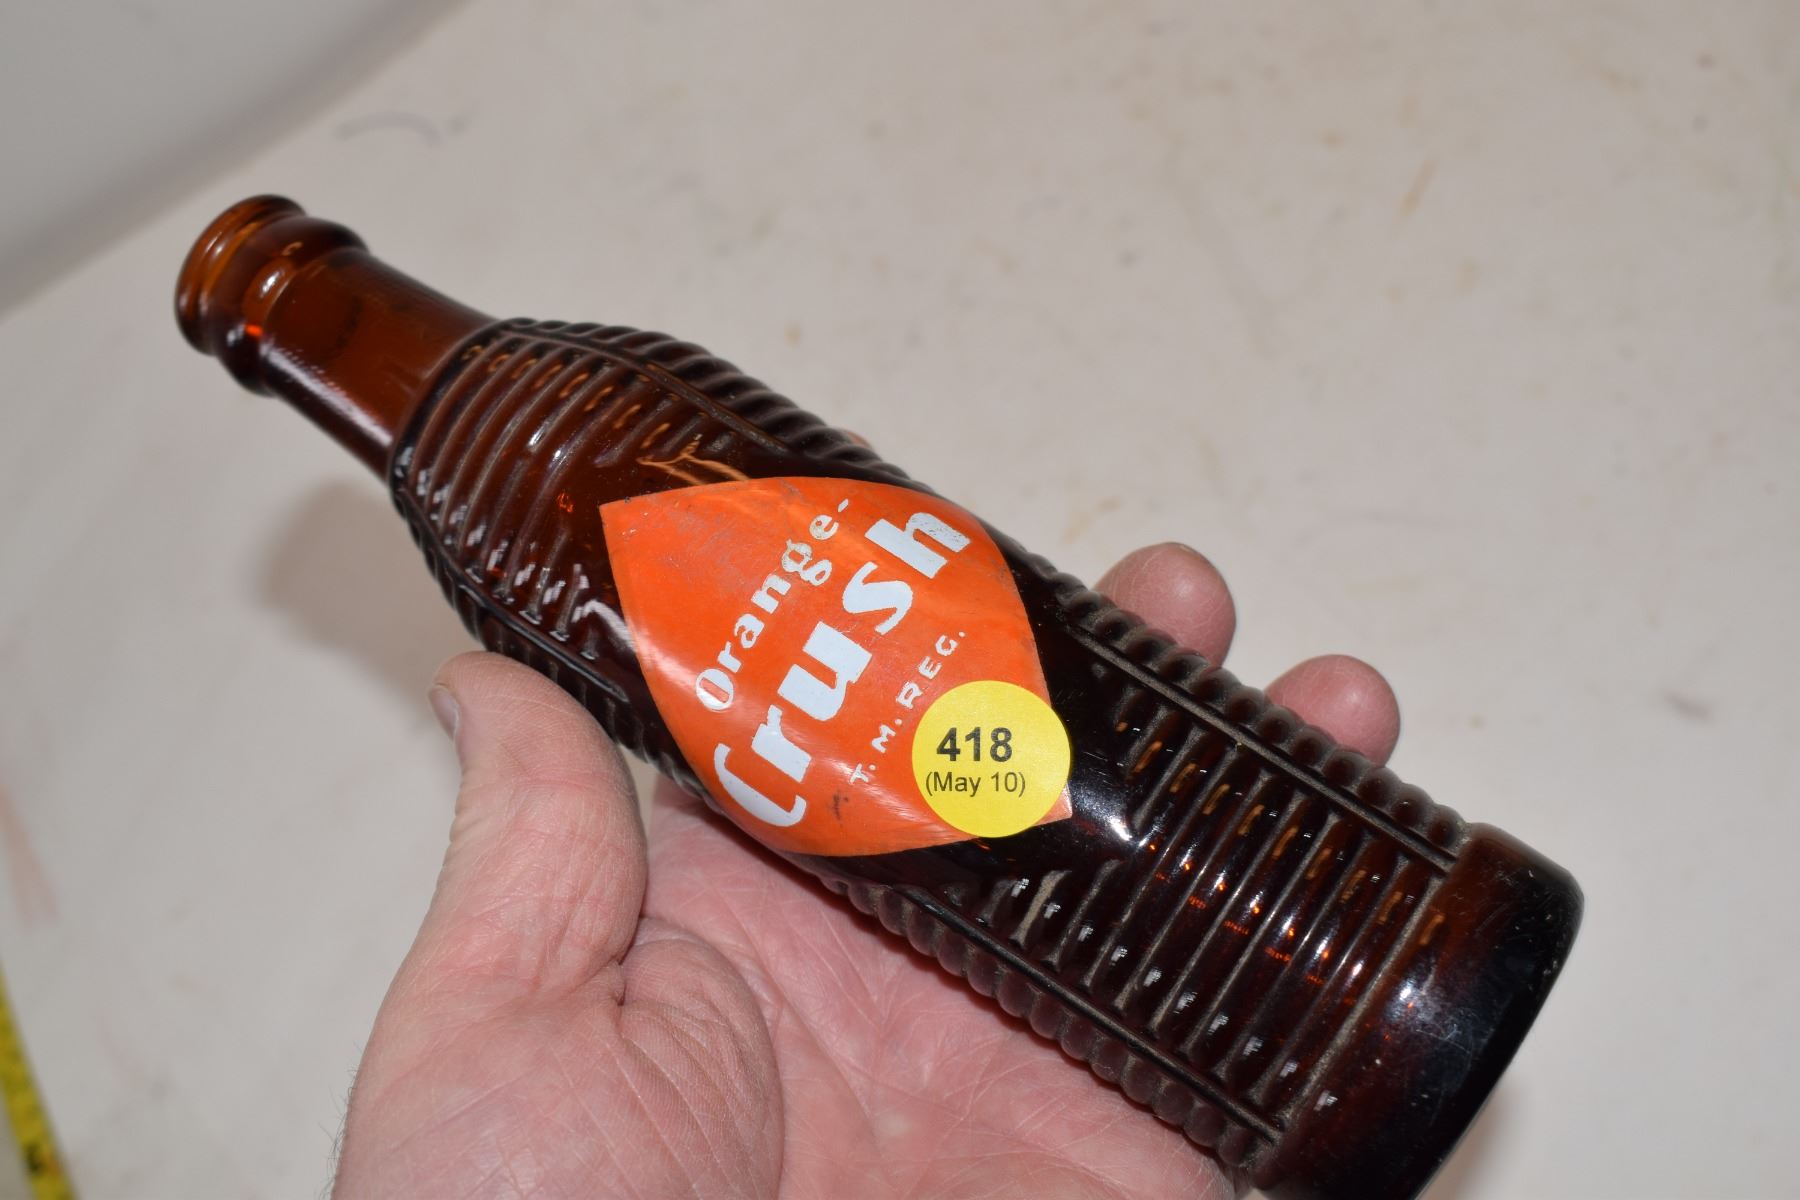 Orange-
Crush
T. M. REG.
418
(May 10)